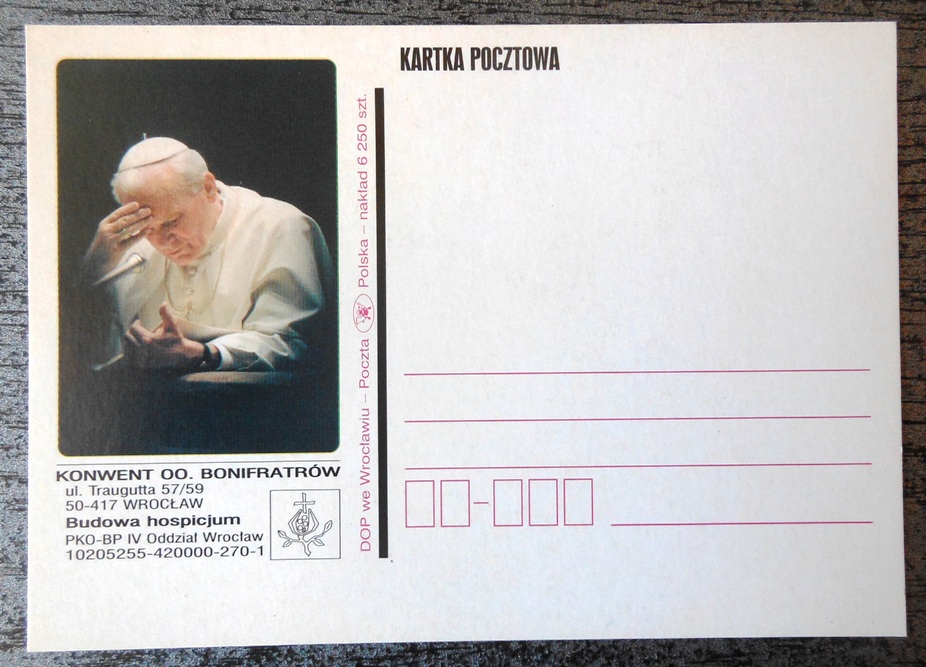 KARTKA POCZTOWA
KONWENT OO. BONIFRATRÓW
ul. Traugutta 57/59
50-417 WROCŁAW
Budowa hospicjum
PKO-BP IV Oddział Wrocław
10205255-420000-270-1
DOP we Wrocławiu – Poczta Polska – nakład 6 250 szt.